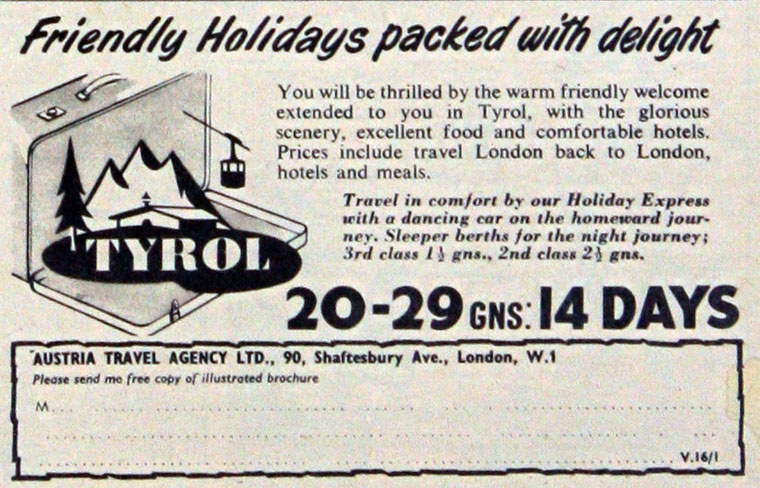 Friendly Holidays packed with delight
You will be thrilled by the warm friendly welcome
extended to you in Tyrol, with the glorious
scenery, excellent food and comfortable hotels.
Prices include travel London back to London,
hotels and meals.
Travel in comfort by our Holiday Express
with a dancing car on the homeward jour-
ney. Sleeper berths for the night journey;
3rd class 1½ gns., 2nd class 2½ gns.
TYROL
20-29 GNS: 14 DAYS
AUSTRIA TRAVEL AGENCY LTD., 90, Shaftesbury Ave., London, W.1
Please send me free copy of illustrated brochure
M...
V.16/1